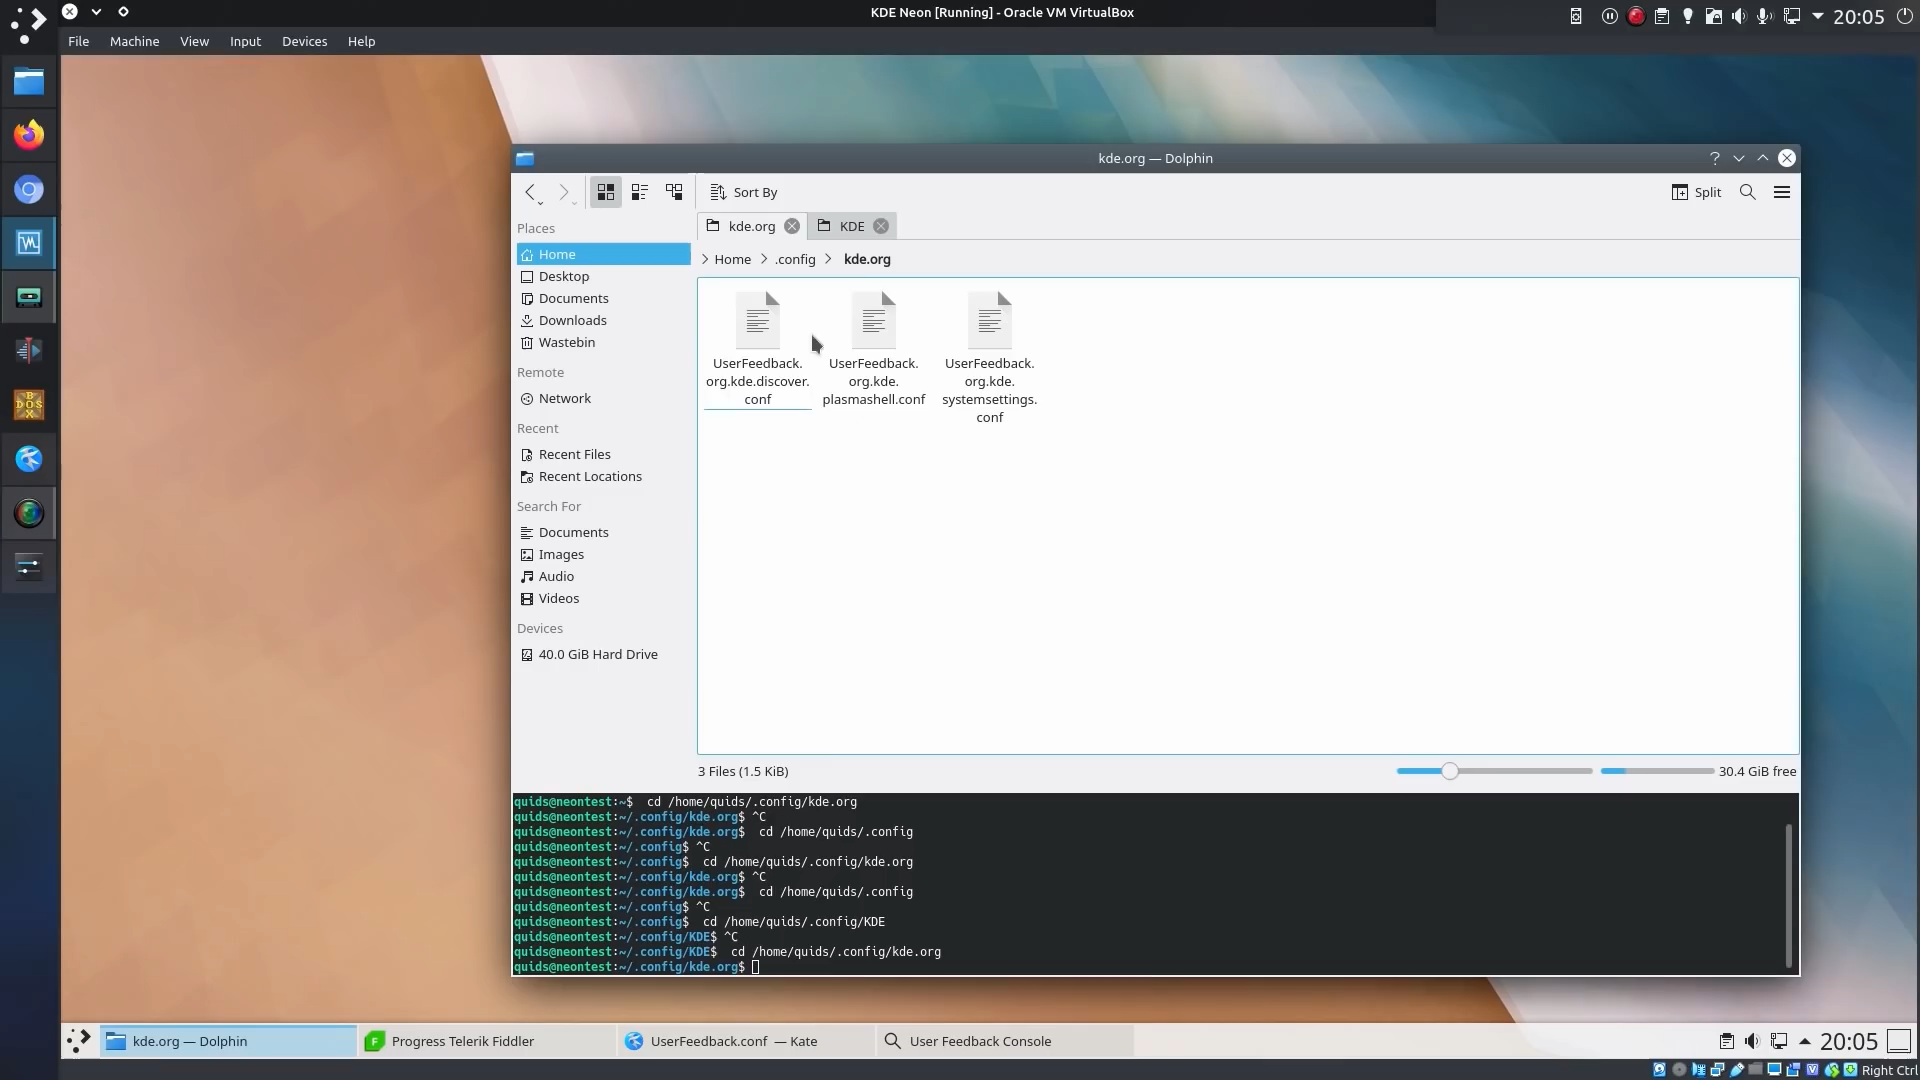 KDE Neon [Running] - Oracle VM VirtualBox
20:05
File Machine View Input Devices Help
kde.org — Dolphin
Sort By
Split
Places
Home
Desktop
Documents
Downloads
Wastebin
Remote
Network
Recent
Recent Files
Recent Locations
Search For
Documents
Images
Audio
Videos
Devices
40.0 GiB Hard Drive
kde.org
KDE
Home .config kde.org
UserFeedback.
org.kde.discover.
conf
UserFeedback.
org.kde.
plasmashell.conf
UserFeedback.
org.kde.
systemsettings.
conf
3 Files (1.5 KiB)
30.4 GiB free
quids@neontest:~$  cd /home/quids/.config/kde.org
quids@neontest:~/.config/kde.org$ ^C
quids@neontest:~/.config/kde.org$  cd /home/quids/.config
quids@neontest:~/.config$ ^C
quids@neontest:~/.config$  cd /home/quids/.config/kde.org
quids@neontest:~/.config/kde.org$ ^C
quids@neontest:~/.config/kde.org$  cd /home/quids/.config
quids@neontest:~/.config$ ^C
quids@neontest:~/.config$  cd /home/quids/.config/KDE
quids@neontest:~/.config/KDE$ ^C
quids@neontest:~/.config/KDE$  cd /home/quids/.config/kde.org
quids@neontest:~/.config/kde.org$
DOS
BOX
kde.org — Dolphin
Progress Telerik Fiddler
UserFeedback.conf — Kate
User Feedback Console
20:05
Right Ctrl